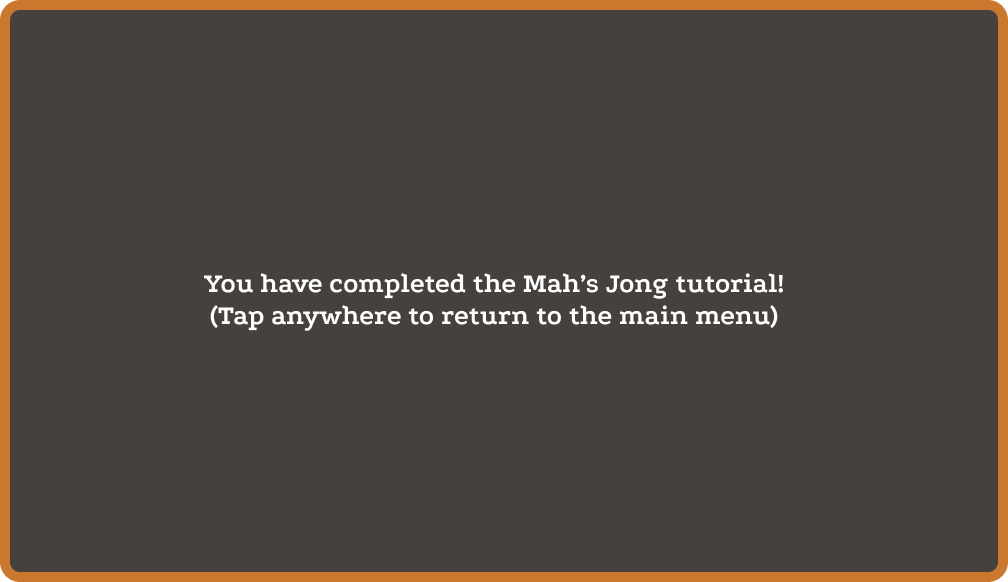 You have completed the Mah’s Jong tutorial!
(Tap anywhere to return to the main menu)